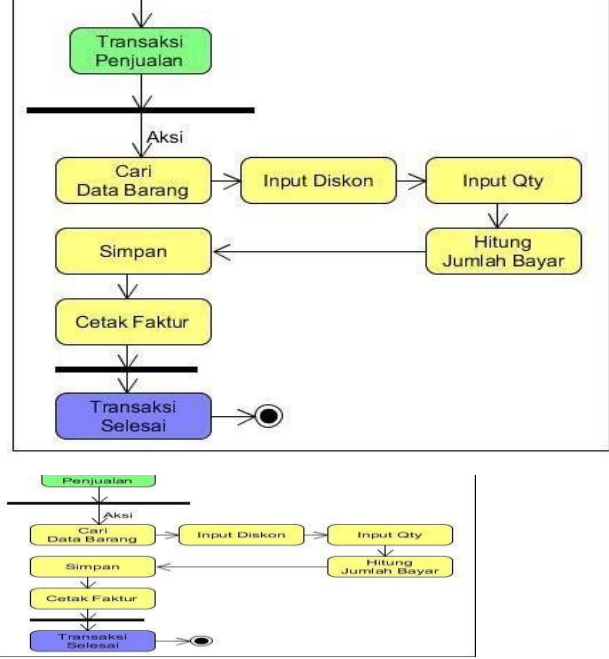 Transaksi
Penjualan
Aksi
Cari
Data Barang
Input Diskon
Input Qty
Simpan
Hitung
Jumlah Bayar
Cetak Faktur
Transaksi
Selesai
Penjualan
Aksi
Cari
Data Barang
Input Diskon
Input Qty
Simpan
Hitung
Jumlah Bayar
Cetak Faktur
Transaksi
Selesai